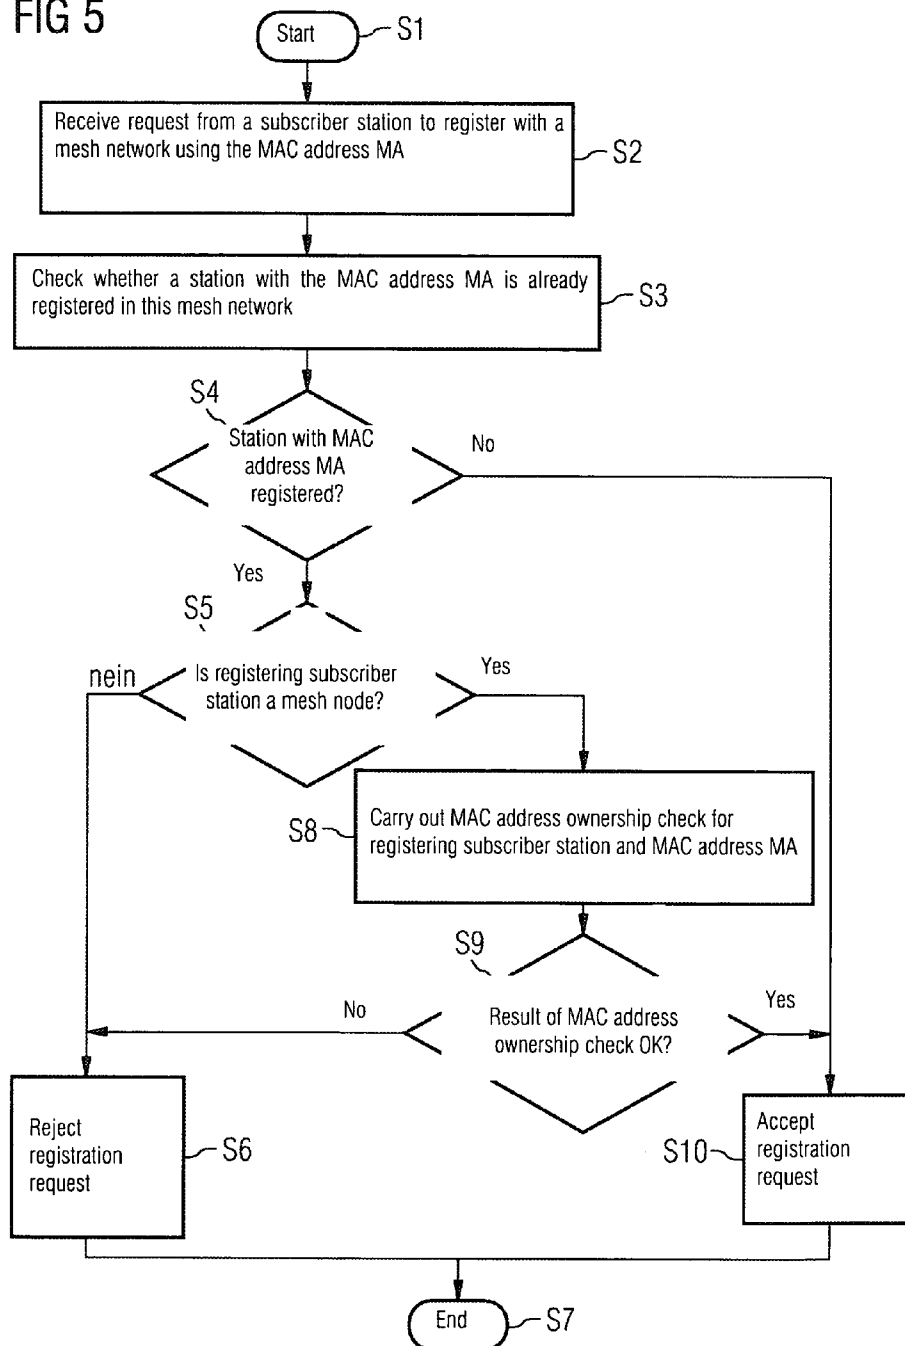 FIG 5
Start
S1
Receive request from a subscriber station to register with a
mesh network using the MAC address MA
S2
Check whether a station with the MAC address MA is already
registered in this mesh network
S3
S4
Station with MAC
address MA
registered?
No
Yes
S5
nein
Is registering subscriber
station a mesh node?
Yes
S8
Carry out MAC address ownership check for
registering subscriber station and MAC address MA
S9
No
Result of MAC address
ownership check OK?
Yes
Reject
registration
request
S6
S10
Accept
registration
request
End
S7